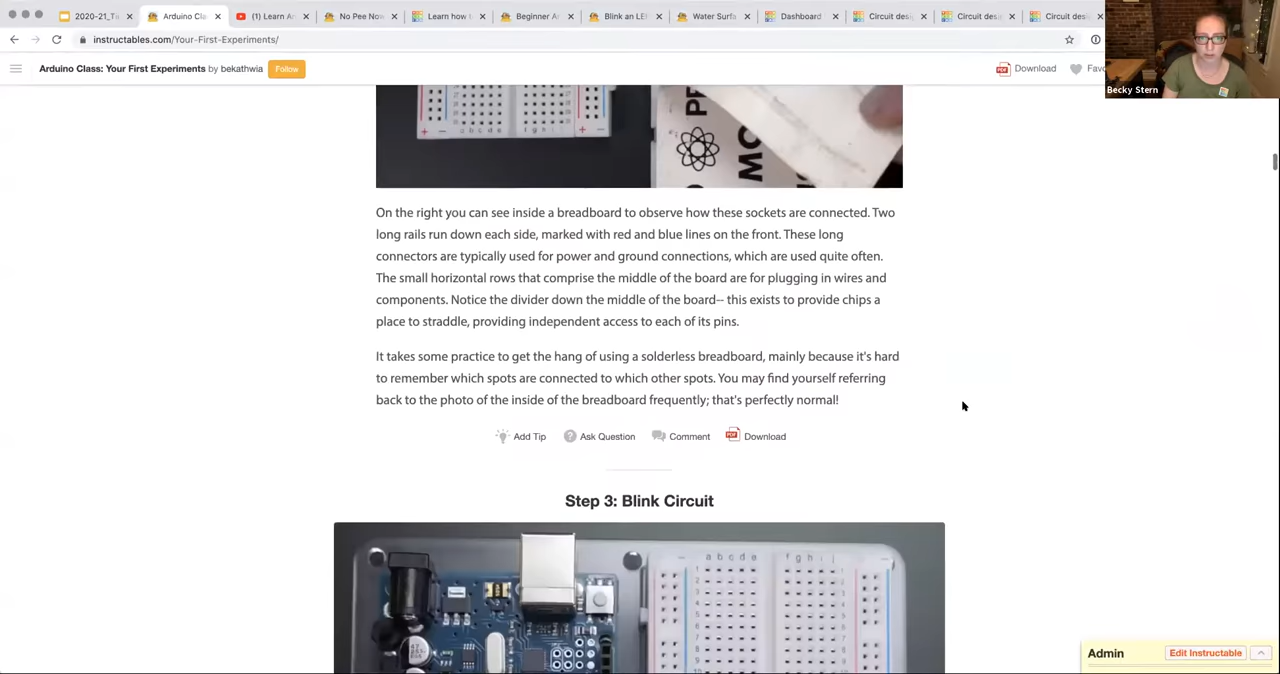 2020-21_Ti
Arduino Cla
(1) Learn Ar
No Pee Now
Learn how t
Beginner Ar
Blink an LE
Water Surfa
Dashboard
Circuit desi
Circuit desi
Circuit desi
instructables.com/Your-First-Experiments/
Arduino Class: Your First Experiments by bekathwia
Follow
Download
Favo
Becky Stern
On the right you can see inside a breadboard to observe how these sockets are connected. Two
long rails run down each side, marked with red and blue lines on the front. These long
connectors are typically used for power and ground connections, which are used quite often.
The small horizontal rows that comprise the middle of the board are for plugging in wires and
components. Notice the divider down the middle of the board-- this exists to provide chips a
place to straddle, providing independent access to each of its pins.
It takes some practice to get the hang of using a solderless breadboard, mainly because it's hard
to remember which spots are connected to which other spots. You may find yourself referring
back to the photo of the inside of the breadboard frequently; that's perfectly normal!
Add Tip
Ask Question
Comment
Download
Step 3: Blink Circuit
a b c d e
f g h i j
Admin
Edit Instructable